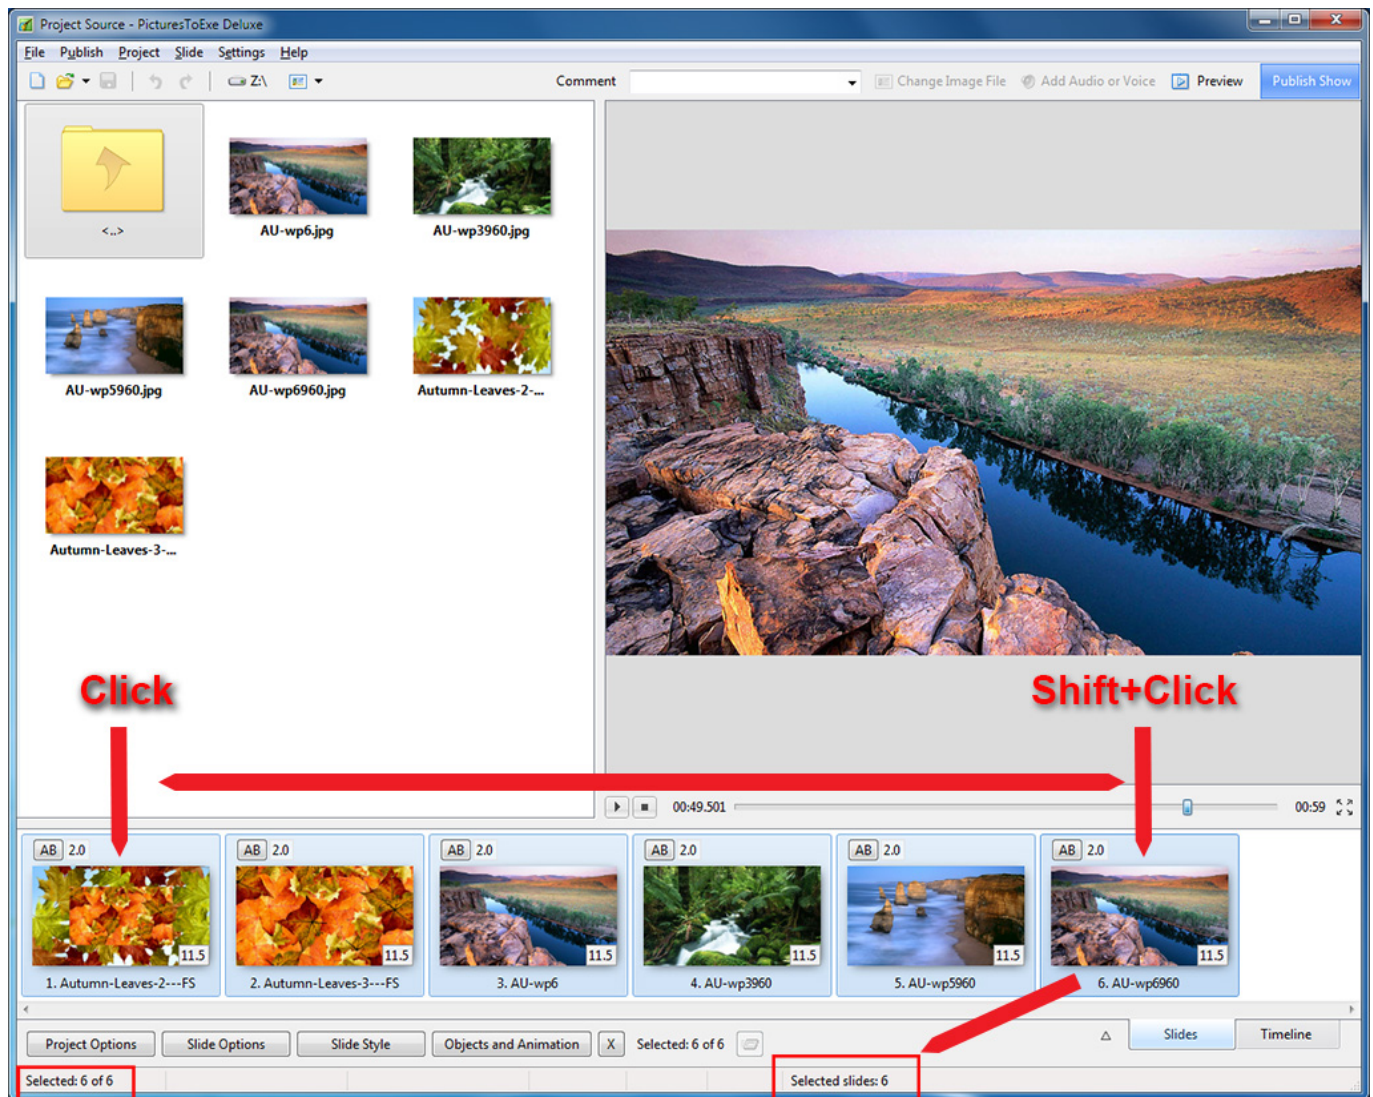 Project Source - PicturesToExe Deluxe
File Publish Project Slide Settings Help
Z:\ Comment Change Image File Add Audio or Voice Preview Publish Show
<..> AU-wp6.jpg AU-wp3960.jpg
AU-wp5960.jpg AU-wp6960.jpg Autumn-Leaves-2-...
Autumn-Leaves-3-...
Click Shift+Click
00:49.501 00:59
AB 2.0 AB 2.0 AB 2.0 AB 2.0 AB 2.0 AB 2.0
11.5 11.5 11.5 11.5 11.5 11.5
1. Autumn-Leaves-2---FS 2. Autumn-Leaves-3---FS 3. AU-wp6 4. AU-wp3960 5. AU-wp5960 6. AU-wp6960
Project Options Slide Options Slide Style Objects and Animation X Selected: 6 of 6 Slides Timeline
Selected: 6 of 6 Selected slides: 6